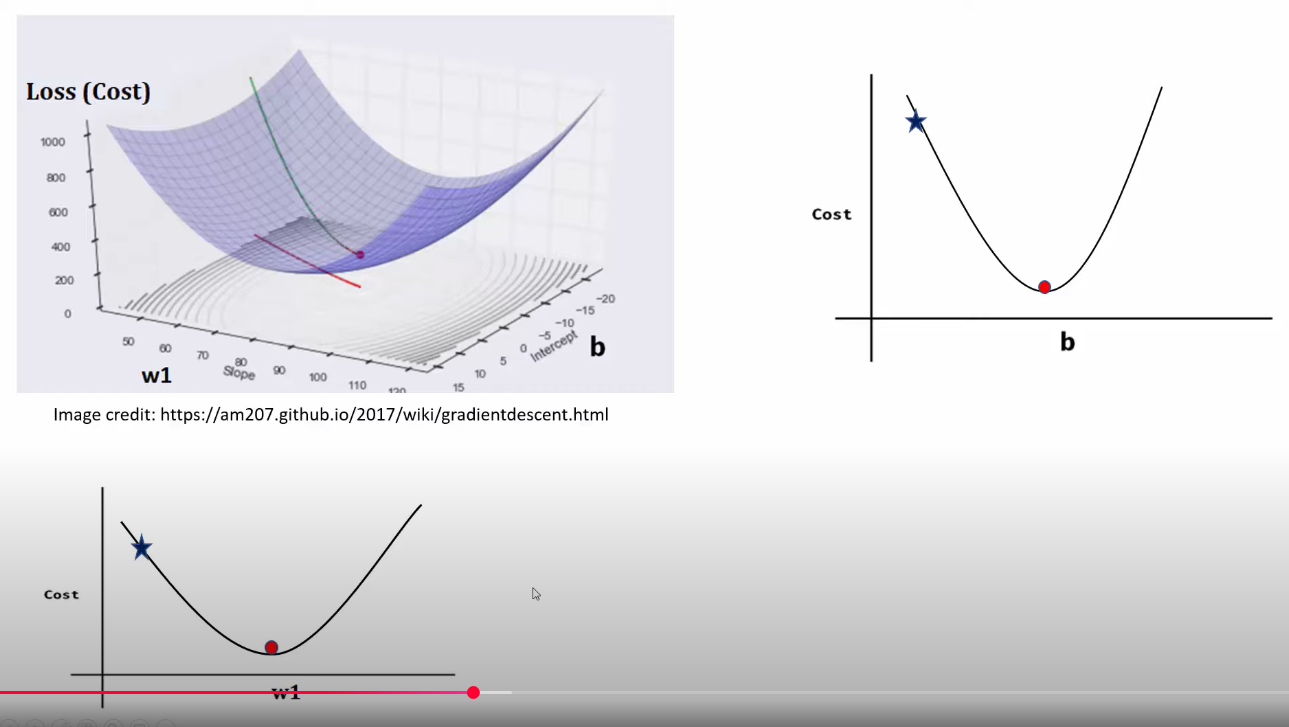 Loss (Cost)
1000
800
600
400
200
0
50
60
70
80
90
100
110
120
Slope
w1
15
10
5
0
−5
−10
−15
−20
Intercept
b
Image credit: https://am207.github.io/2017/wiki/gradientdescent.html
Cost
b
Cost
w1